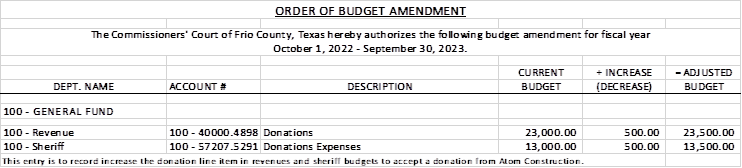 ORDER OF BUDGET AMENDMENT
The Commissioners' Court of Frio County, Texas hereby authorizes the following budget amendment for fiscal year
October 1, 2022 - September 30, 2023.
CURRENT + INCREASE = ADJUSTED
DEPT. NAME ACCOUNT # DESCRIPTION BUDGET (DECREASE) BUDGET
100 - GENERAL FUND
100 - Revenue 100 - 40000.4898 Donations 23,000.00 500.00 23,500.00
100 - Sheriff 100 - 57207.5291 Donations Expenses 13,000.00 500.00 13,500.00
This entry is to record increase the donation line item in revenues and sheriff budgets to accept a donation from Atom Construction.